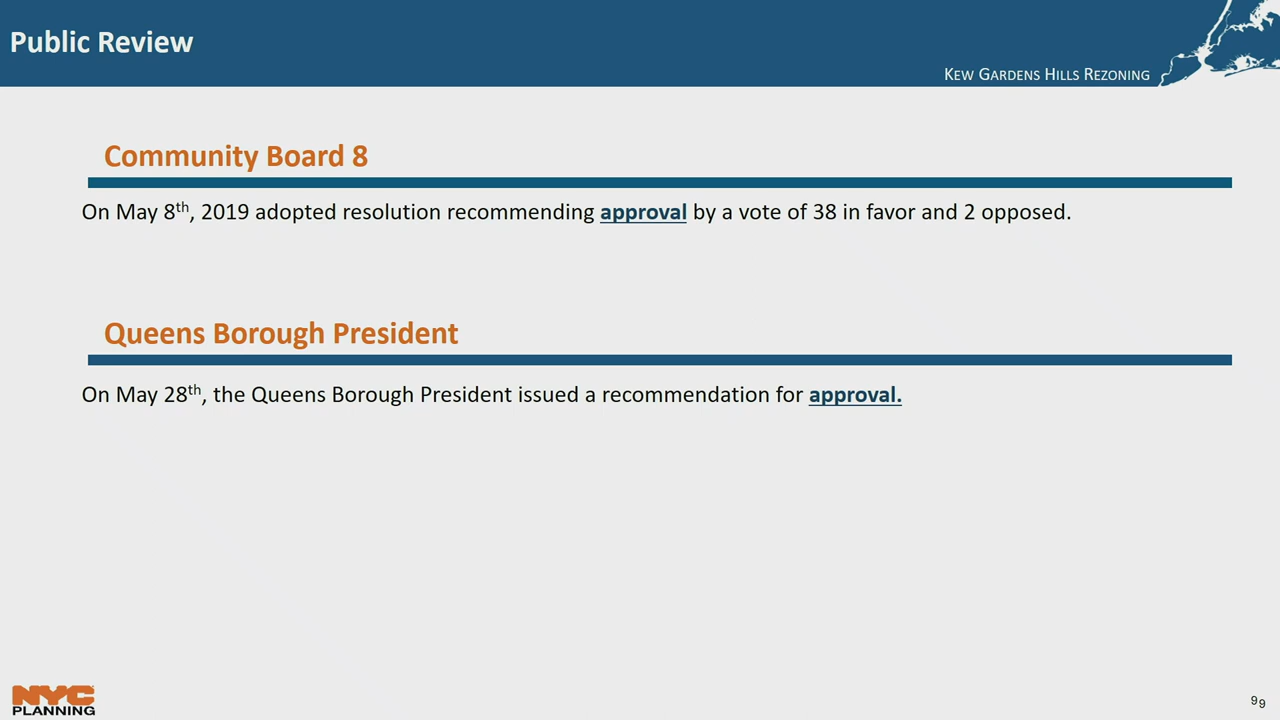 Public Review
KEW GARDENS HILLS REZONING
Community Board 8
On May 8th, 2019 adopted resolution recommending approval by a vote of 38 in favor and 2 opposed.
Queens Borough President
On May 28th, the Queens Borough President issued a recommendation for approval.
NYC
PLANNING
9 9